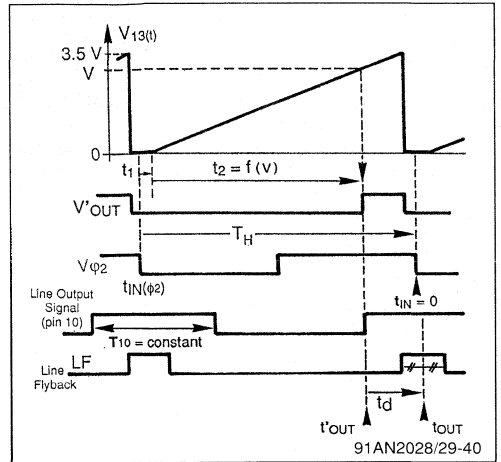 V13(t)
3.5 V
V
0
t1
t2 = f (v)
V'OUT
TH
Vφ2
tIN(φ2)
tIN = 0
Line Output
Signal
(pin 10)
T10 = constant
LF
Line
Flyback
td
t'OUT
tOUT
91AN2028/29-40